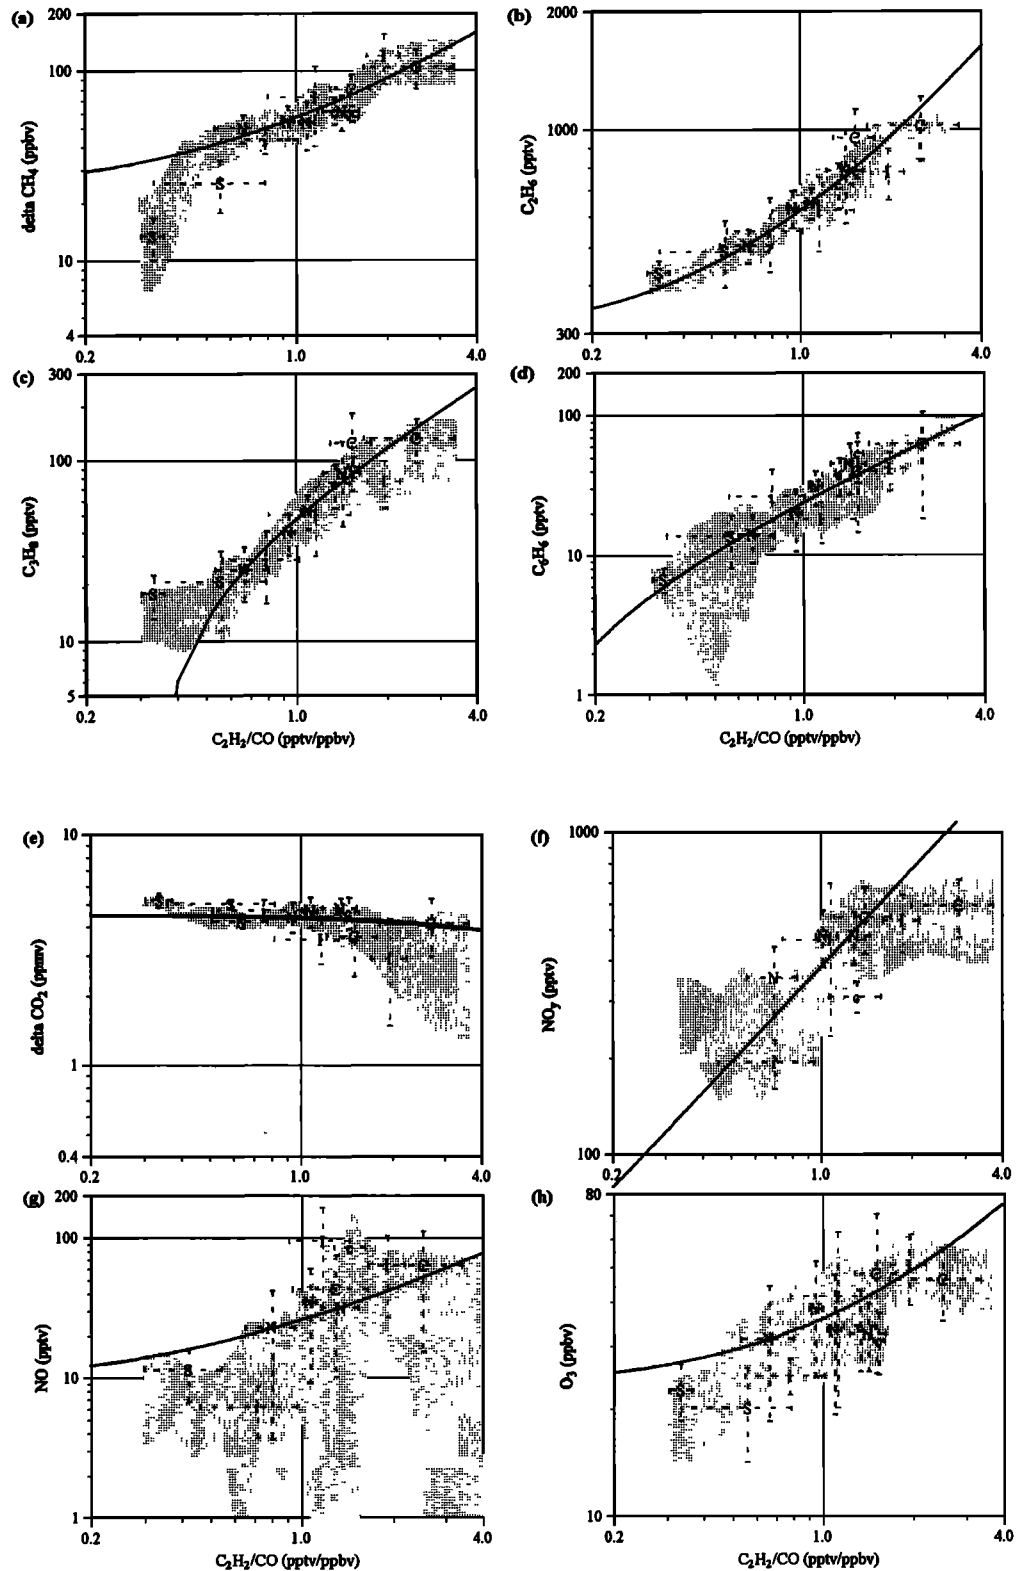 (a)
200
100
10
4
delta CH4 (ppbv)
0.2
1.0
4.0
(b)
2000
1000
300
C2H6 (pptv)
0.2
1.0
4.0
(c)
300
100
10
5
C3H8 (pptv)
0.2
1.0
4.0
C2H2/CO (pptv/ppbv)
(d)
200
100
10
1
C6H6 (pptv)
0.2
1.0
4.0
C2H2/CO (pptv/ppbv)
(e)
10
1
0.4
delta CO2 (ppmv)
0.2
1.0
4.0
(f)
1000
100
NOy (pptv)
0.2
1.0
4.0
(g)
200
100
10
1
NO (pptv)
0.2
1.0
4.0
C2H2/CO (pptv/ppbv)
(h)
80
10
O3 (ppbv)
0.2
1.0
4.0
C2H2/CO (pptv/ppbv)